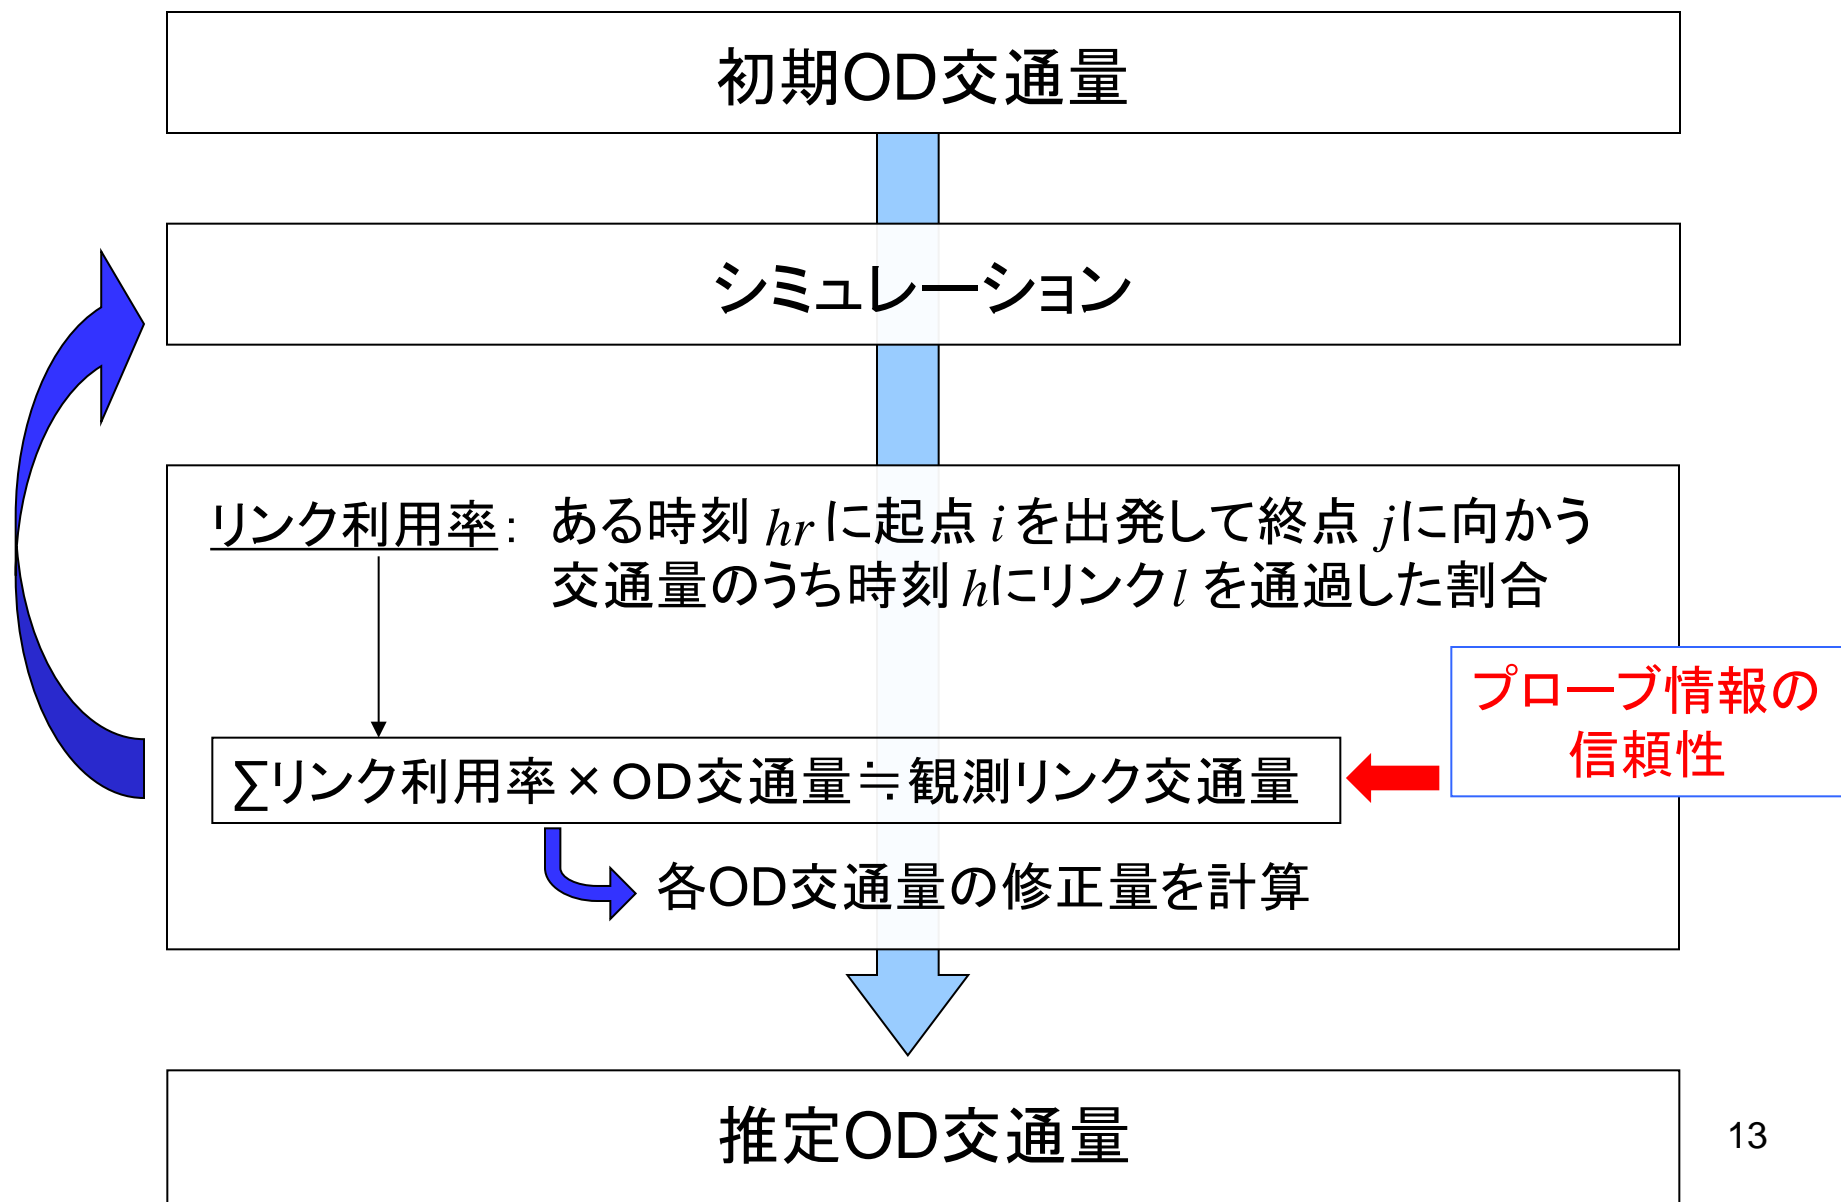 初期OD交通量
シミュレーション
リンク利用率： ある時刻 hr に起点 i を出発して終点 j に向かう
交通量のうち時刻 h にリンク l を通過した割合
プローブ情報の
信頼性
∑リンク利用率×OD交通量≒観測リンク交通量
各OD交通量の修正量を計算
推定OD交通量
13